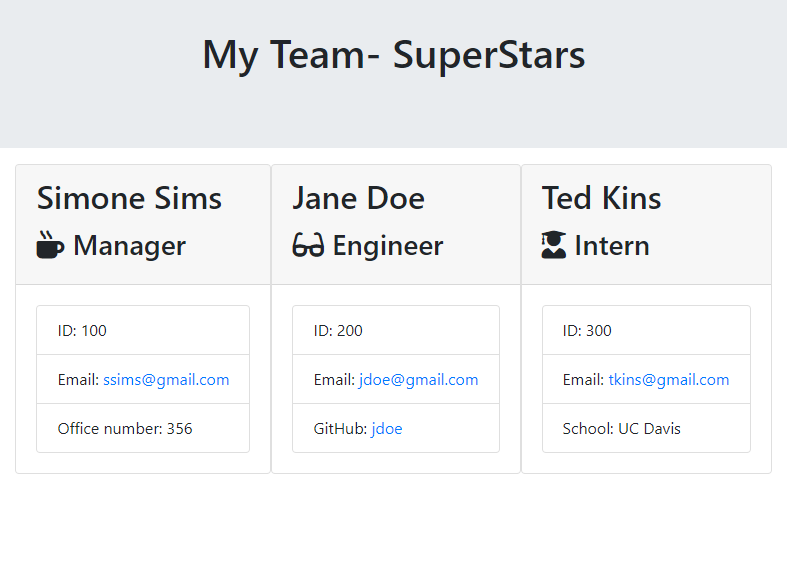 My Team- SuperStars
Simone Sims
Manager
ID: 100
Email: ssims@gmail.com
Office number: 356
Jane Doe
Engineer
ID: 200
Email: jdoe@gmail.com
GitHub: jdoe
Ted Kins
Intern
ID: 300
Email: tkins@gmail.com
School: UC Davis